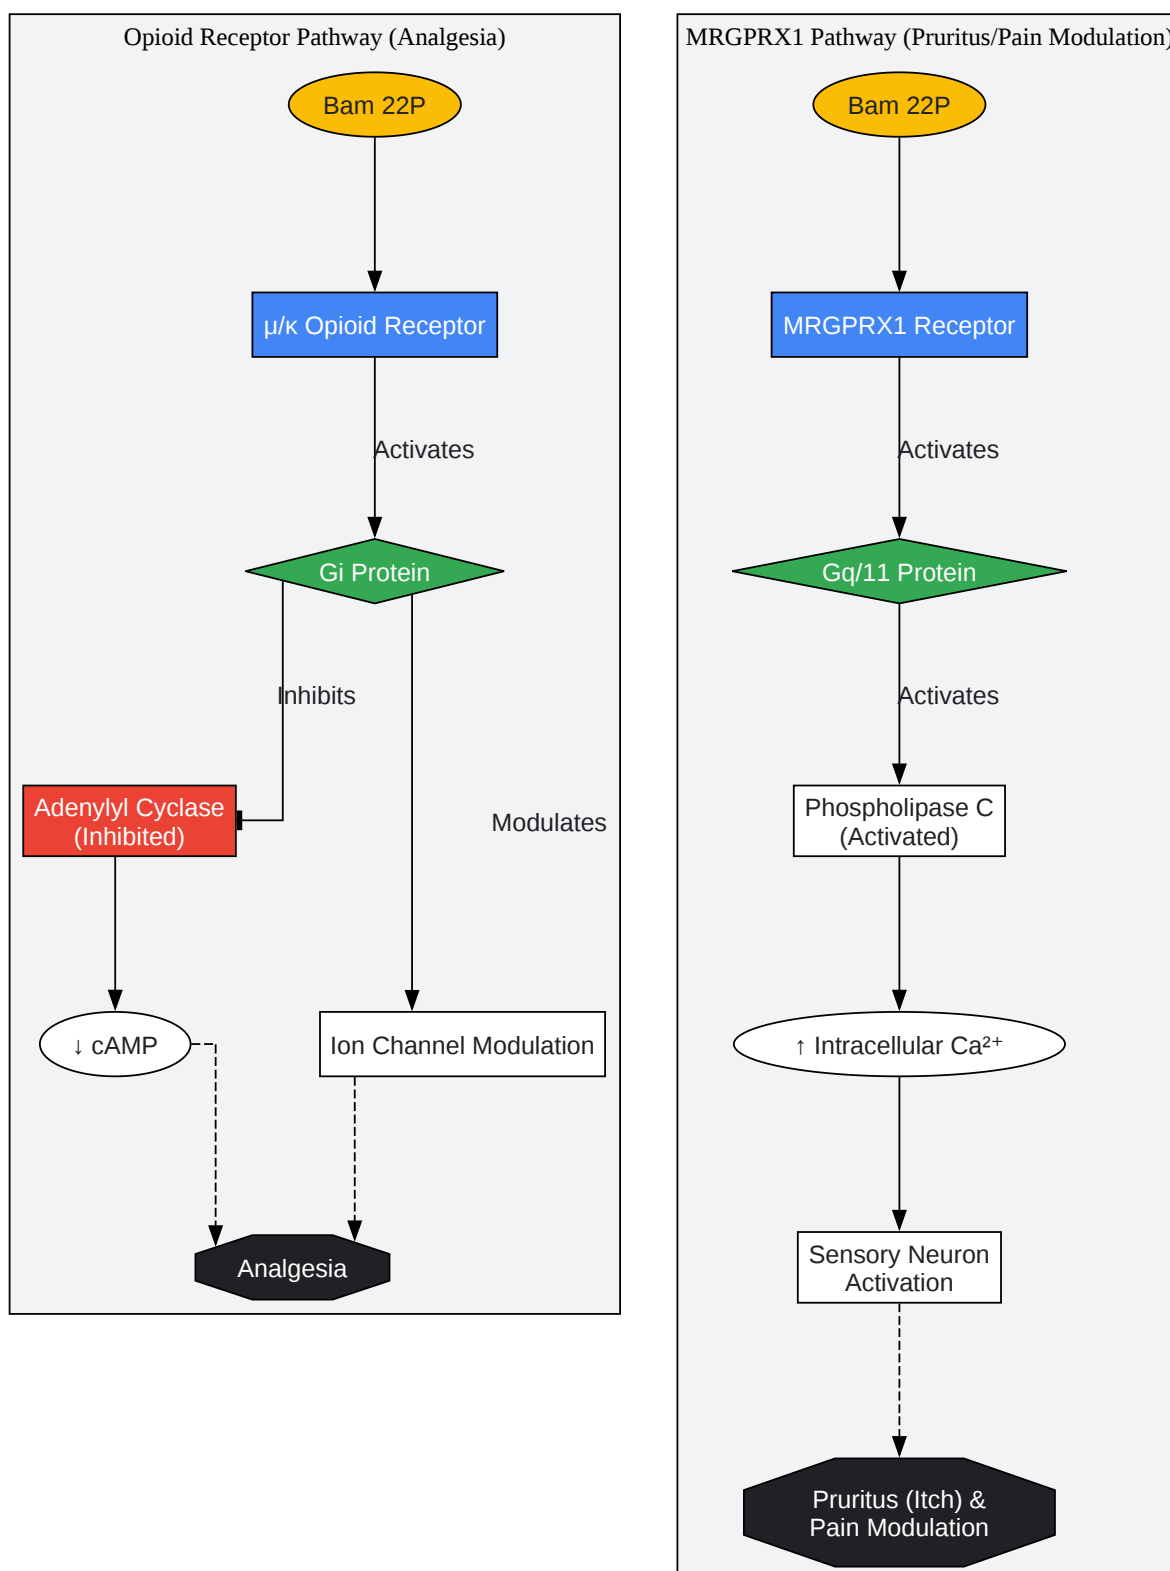 Opioid Receptor Pathway (Analgesia)
Bam 22P
μ/κ Opioid Receptor
Activates
Gi Protein
Inhibits
Adenylyl Cyclase
(Inhibited)
Modulates
↓ cAMP
Ion Channel Modulation
Analgesia
MRGPRX1 Pathway (Pruritus/Pain Modulation)
Bam 22P
MRGPRX1 Receptor
Activates
Gq/11 Protein
Activates
Phospholipase C
(Activated)
↑ Intracellular Ca²⁺
Sensory Neuron
Activation
Pruritus (Itch) &
Pain Modulation